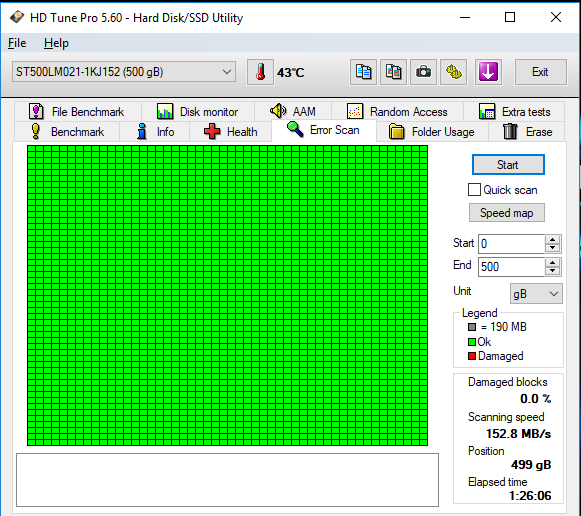 HD Tune Pro 5.60 - Hard Disk/SSD Utility
File Help
ST500LM021-1KJ152 (500 gB) 43°C Exit
File Benchmark Disk monitor AAM Random Access Extra tests
Benchmark Info Health Error Scan Folder Usage Erase
Start
Quick scan
Speed map
Start 0
End 500
Unit gB
Legend
= 190 MB
Ok
Damaged
Damaged blocks
0.0 %
Scanning speed
152.8 MB/s
Position
499 gB
Elapsed time
1:26:06